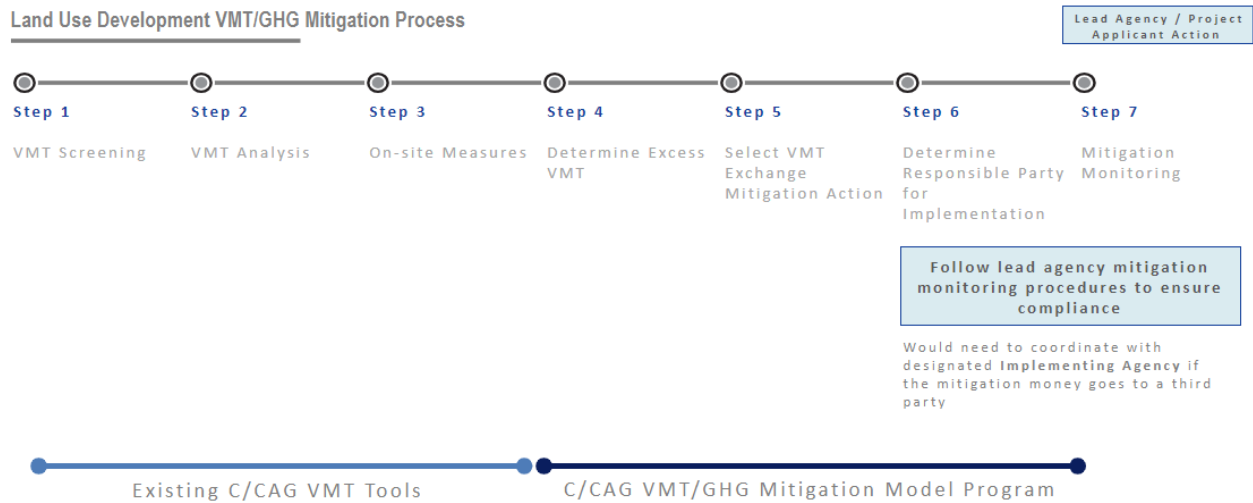 Land Use Development VMT/GHG Mitigation Process
Lead Agency / Project
Applicant Action
Step 1
VMT Screening
Step 2
VMT Analysis
Step 3
On-site Measures
Step 4
Determine Excess
VMT
Step 5
Select VMT
Exchange
Mitigation Action
Step 6
Determine
Responsible Party
for
Implementation
Step 7
Mitigation
Monitoring
Follow lead agency mitigation
monitoring procedures to ensure
compliance
Would need to coordinate with
designated Implementing Agency if
the mitigation money goes to a third
party
Existing C/CAG VMT Tools
C/CAG VMT/GHG Mitigation Model Program